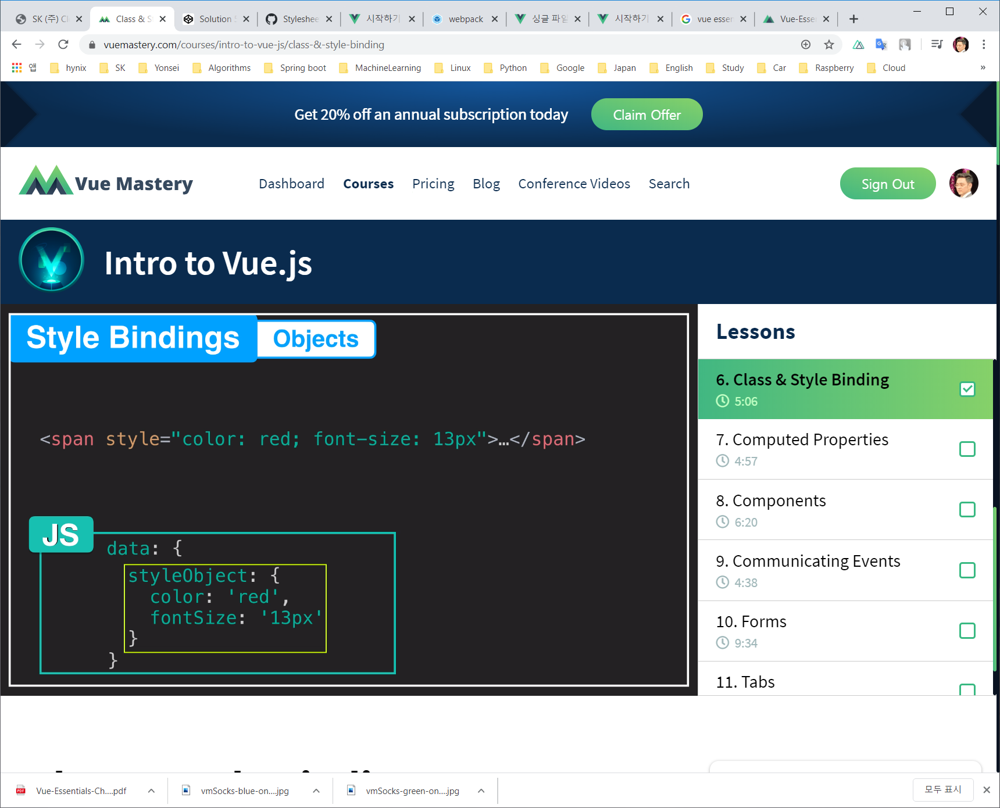 SK (주) C
Class & S
Solution
Styleshee
시작하기
webpack
싱글 파일
시작하기
vue essen
Vue-Esse
vuemastery.com/courses/intro-to-vue-js/class-&-style-binding
앱 hynix SK Yonsei Algorithms Spring boot MachineLearning Linux Python Google Japan English Study Car Raspberry Cloud »
Get 20% off an annual subscription today Claim Offer
Vue Mastery Dashboard Courses Pricing Blog Conference Videos Search Sign Out
Intro to Vue.js
Style Bindings Objects
<span style="color: red; font-size: 13px">…</span>
JS
data: {
styleObject: {
color: 'red',
fontSize: '13px'
}
}
Lessons
6. Class & Style Binding
5:06
7. Computed Properties
4:57
8. Components
6:20
9. Communicating Events
4:38
10. Forms
9:34
11. Tabs
Vue-Essentials-Ch....pdf vmSocks-blue-on....jpg vmSocks-green-on....jpg 모두 표시